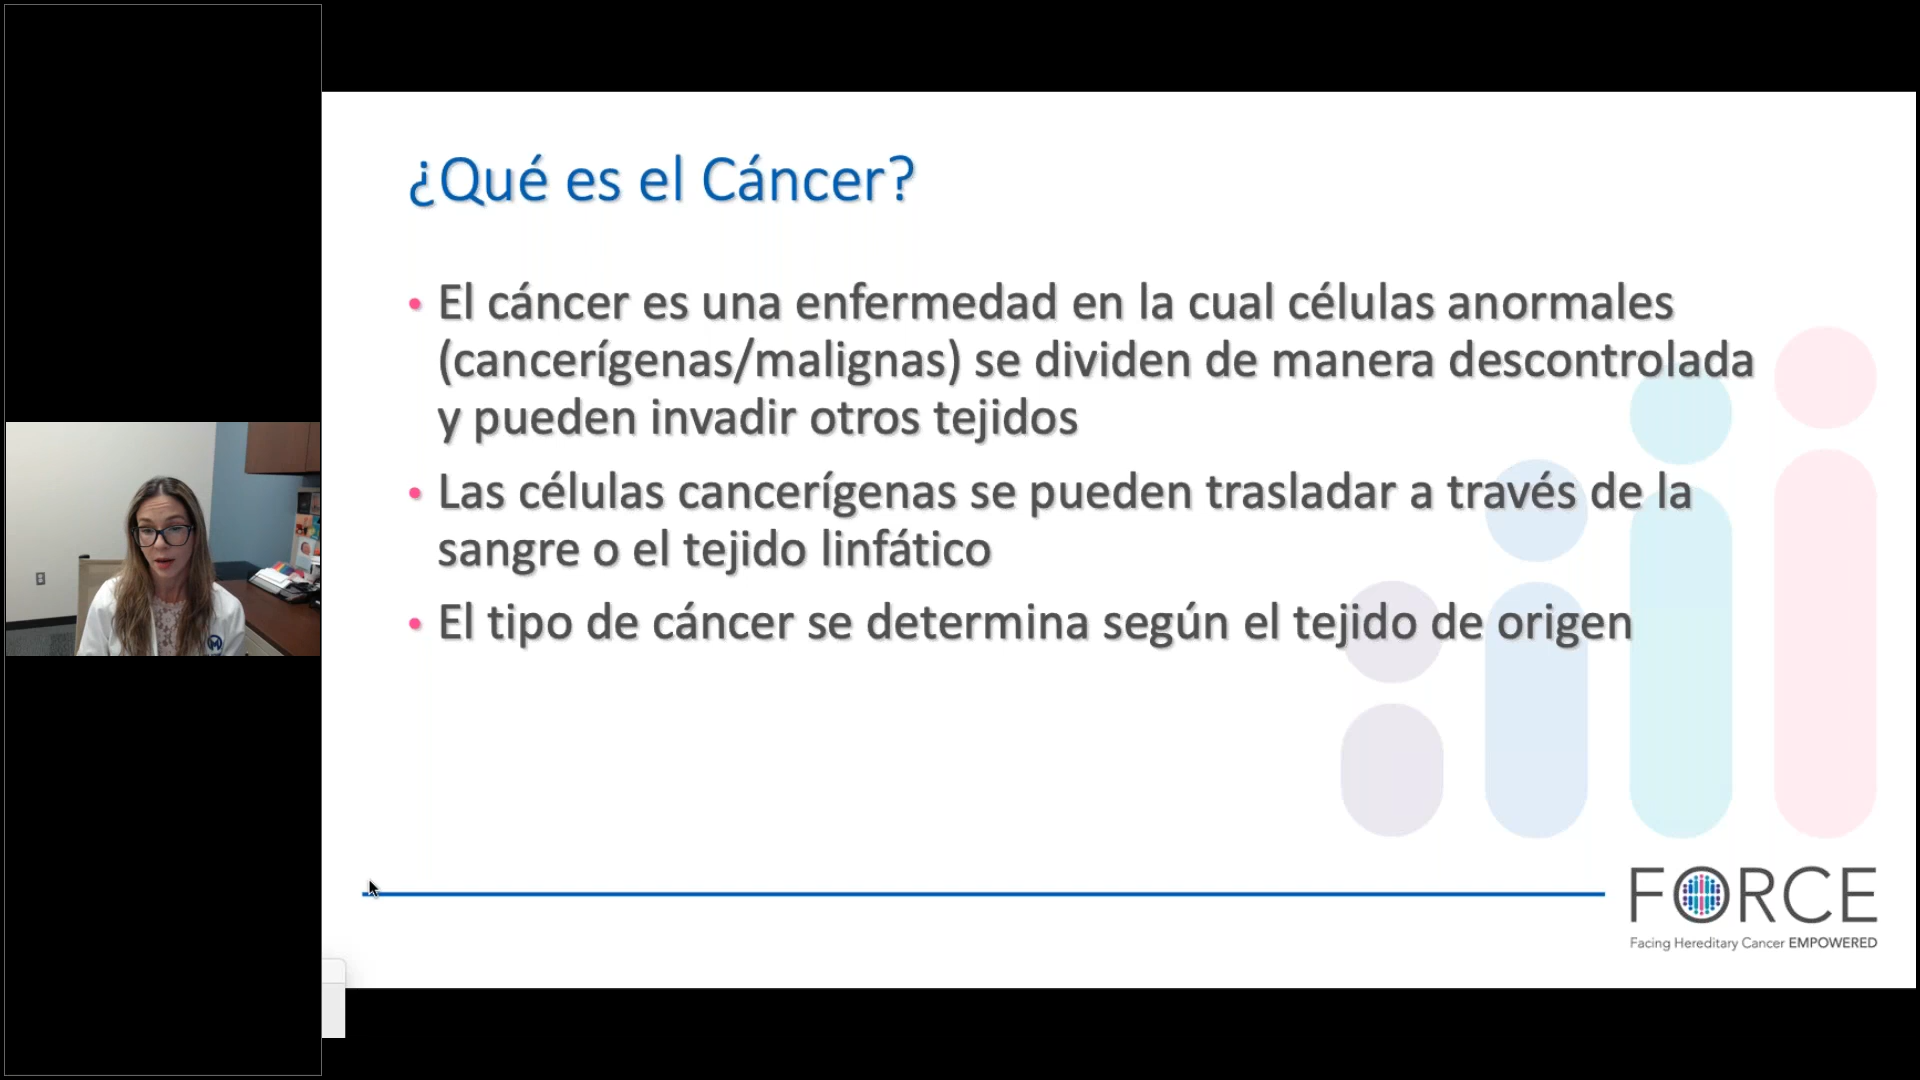 ¿Qué es el Cáncer?
• El cáncer es una enfermedad en la cual células anormales
(cancerígenas/malignas) se dividen de manera descontrolada
y pueden invadir otros tejidos
• Las células cancerígenas se pueden trasladar a través de la
sangre o el tejido linfático
• El tipo de cáncer se determina según el tejido de origen
FORCE
Facing Hereditary Cancer EMPOWERED